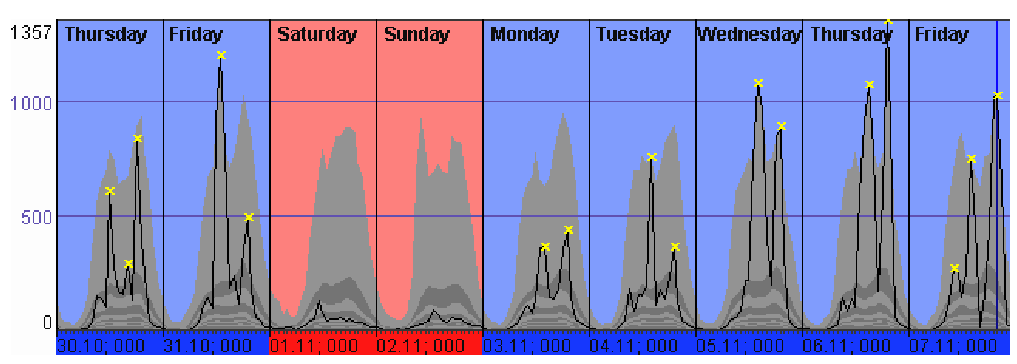 1357
Thursday Friday Saturday Sunday Monday Tuesday Wednesday Thursday Friday
1000
500
0
30.10; 000 31.10; 000 01.11; 000 02.11; 000 03.11; 000 04.11; 000 05.11; 000 06.11; 000 07.11; 000